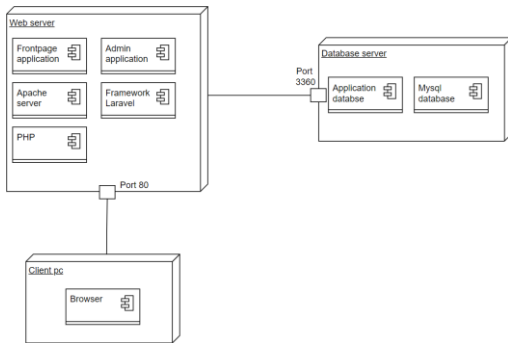 Web server
Frontpage
application
Admin
application
Apache
server
Framework
Laravel
PHP
Port 80
Port
3360
Database server
Application
databse
Mysql
database
Client pc
Browser